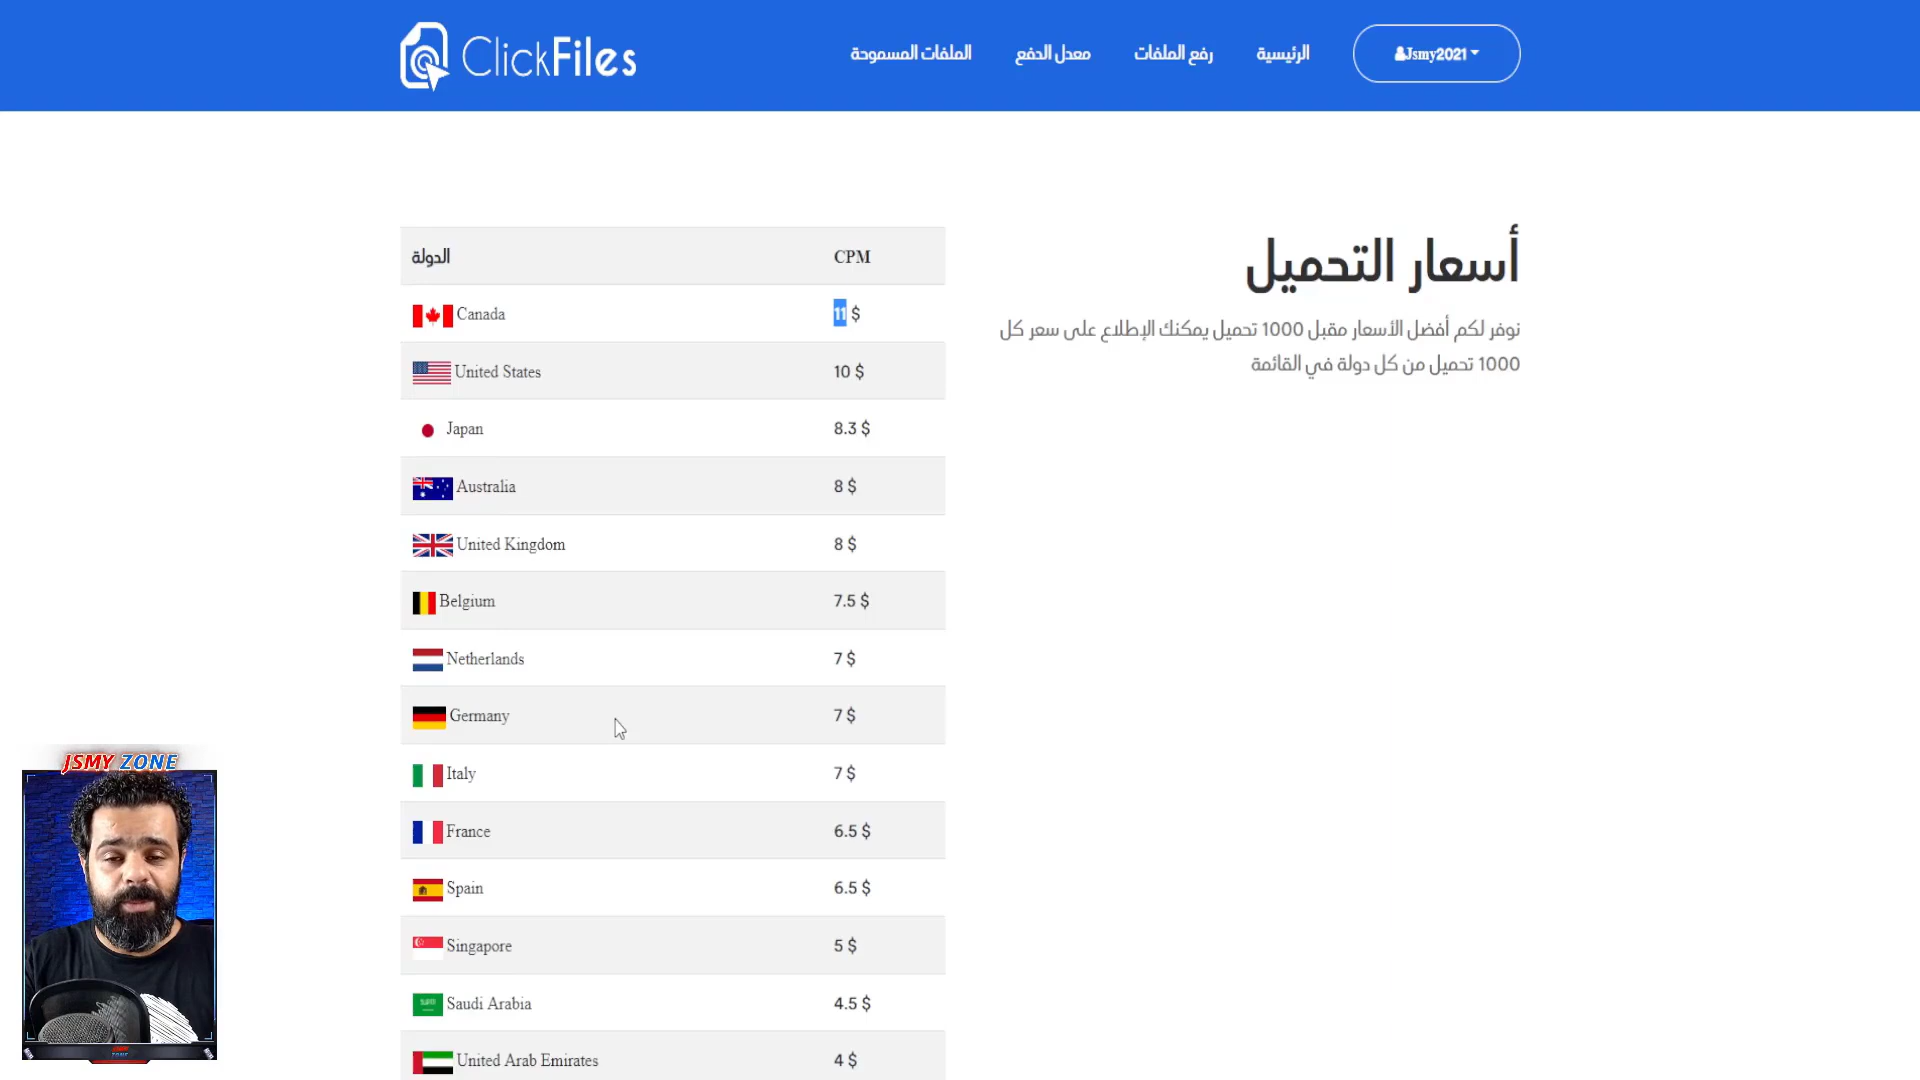 ClickFiles
Jsmy2021
الرئيسية
رفع الملفات
معدل الدفع
الملفات المسموحة
أسعار التحميل
نوفر لكم أفضل الأسعار مقبل 1000 تحميل يمكنك الإطلاع على سعر كل
1000 تحميل من كل دولة في القائمة
الدولة CPM
Canada 11 $
United States 10 $
Japan 8.3 $
Australia 8 $
United Kingdom 8 $
Belgium 7.5 $
Netherlands 7 $
Germany 7 $
Italy 7 $
France 6.5 $
Spain 6.5 $
Singapore 5 $
Saudi Arabia 4.5 $
United Arab Emirates 4 $
JSMY ZONE
JSMY
ZONE